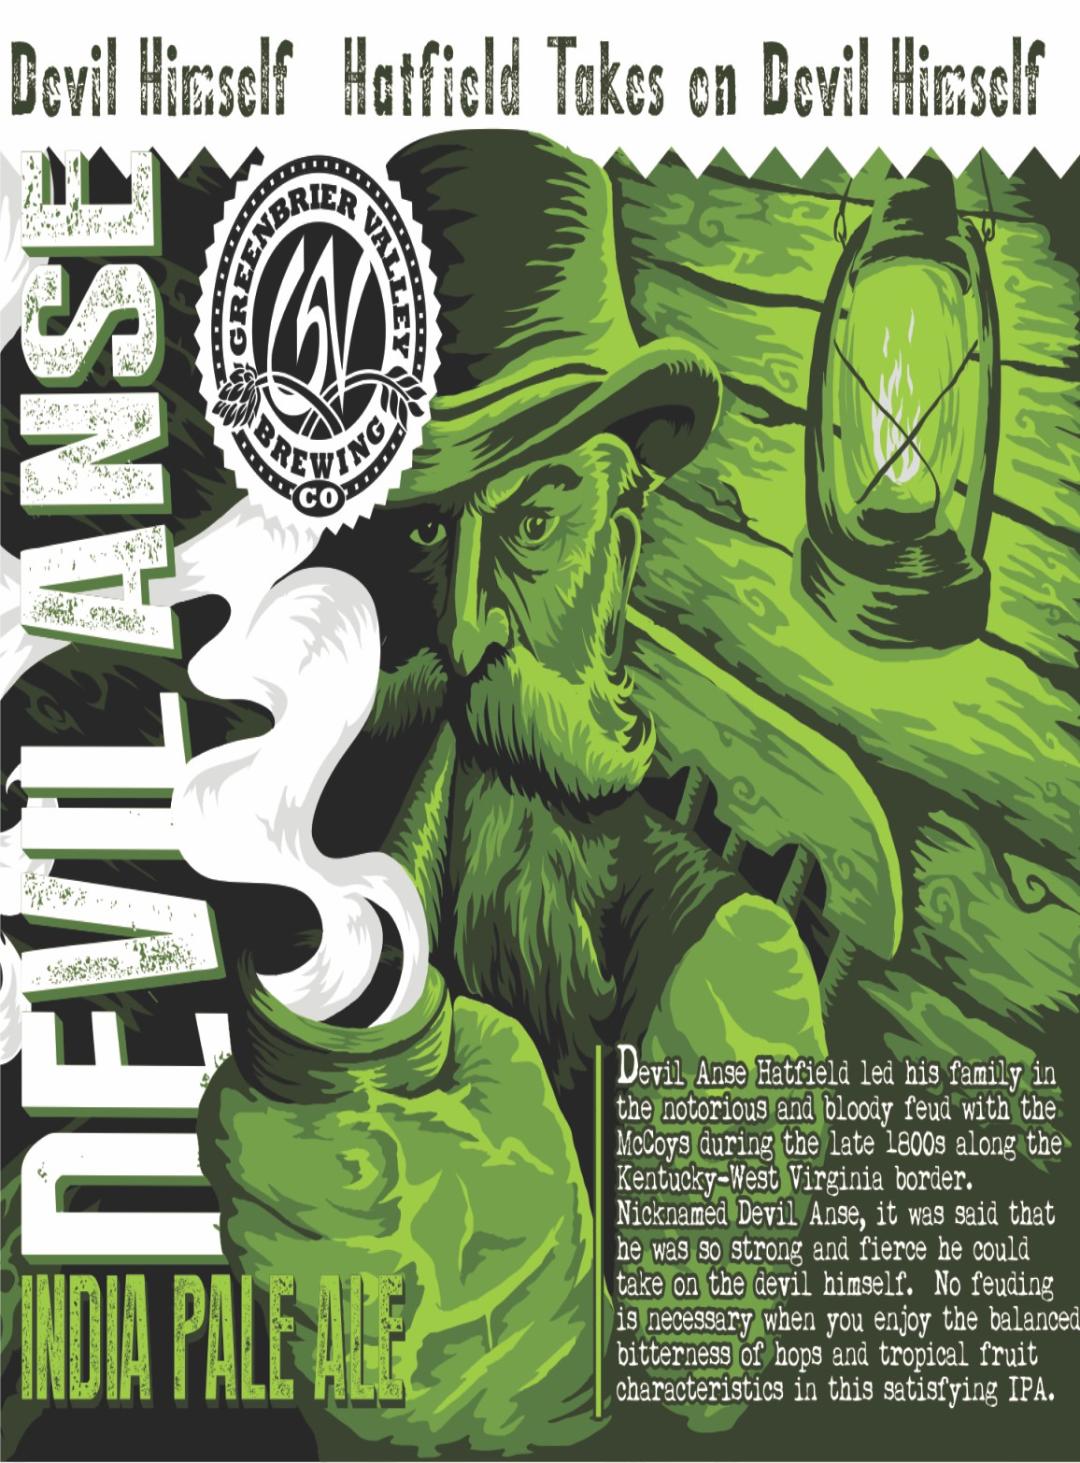 Devil Himself Hatfield Takes on Devil Himself
DEVIL ANSE
GREENBRIER VALLEY
GV
BREWING
CO
INDIA PALE ALE
Devil Anse Hatfield led his family in
the notorious and bloody feud with the
McCoys during the late 1800s along the
Kentucky-West Virginia border.
Nicknamed Devil Anse, it was said that
he was so strong and fierce he could
take on the devil himself. No feuding
is necessary when you enjoy the balanced
bitterness of hops and tropical fruit
characteristics in this satisfying IPA.